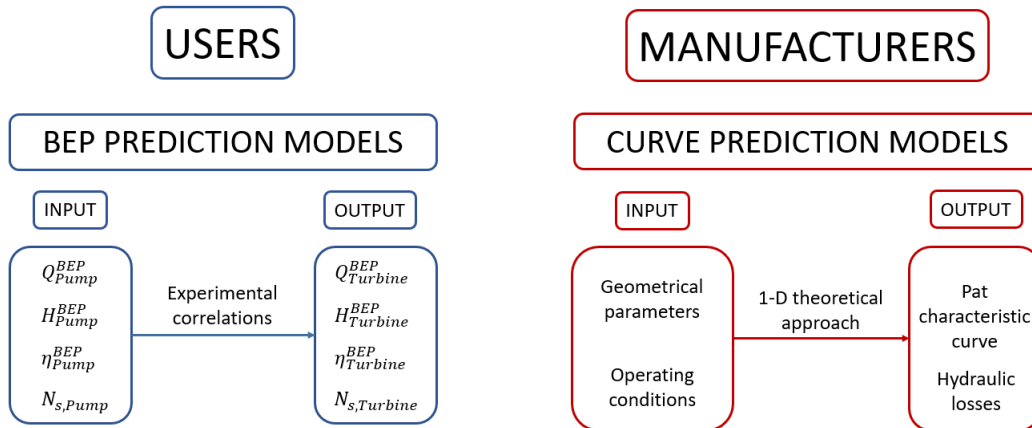 USERS
BEP PREDICTION MODELS
INPUT
OUTPUT
Q_{Pump}^{BEP}
H_{Pump}^{BEP}
η_{Pump}^{BEP}
N_{s,Pump}
Experimental
correlations
Q_{Turbine}^{BEP}
H_{Turbine}^{BEP}
η_{Turbine}^{BEP}
N_{s,Turbine}
MANUFACTURERS
CURVE PREDICTION MODELS
INPUT
OUTPUT
Geometrical
parameters
Operating
conditions
1-D theoretical
approach
Pat
characteristic
curve
Hydraulic
losses